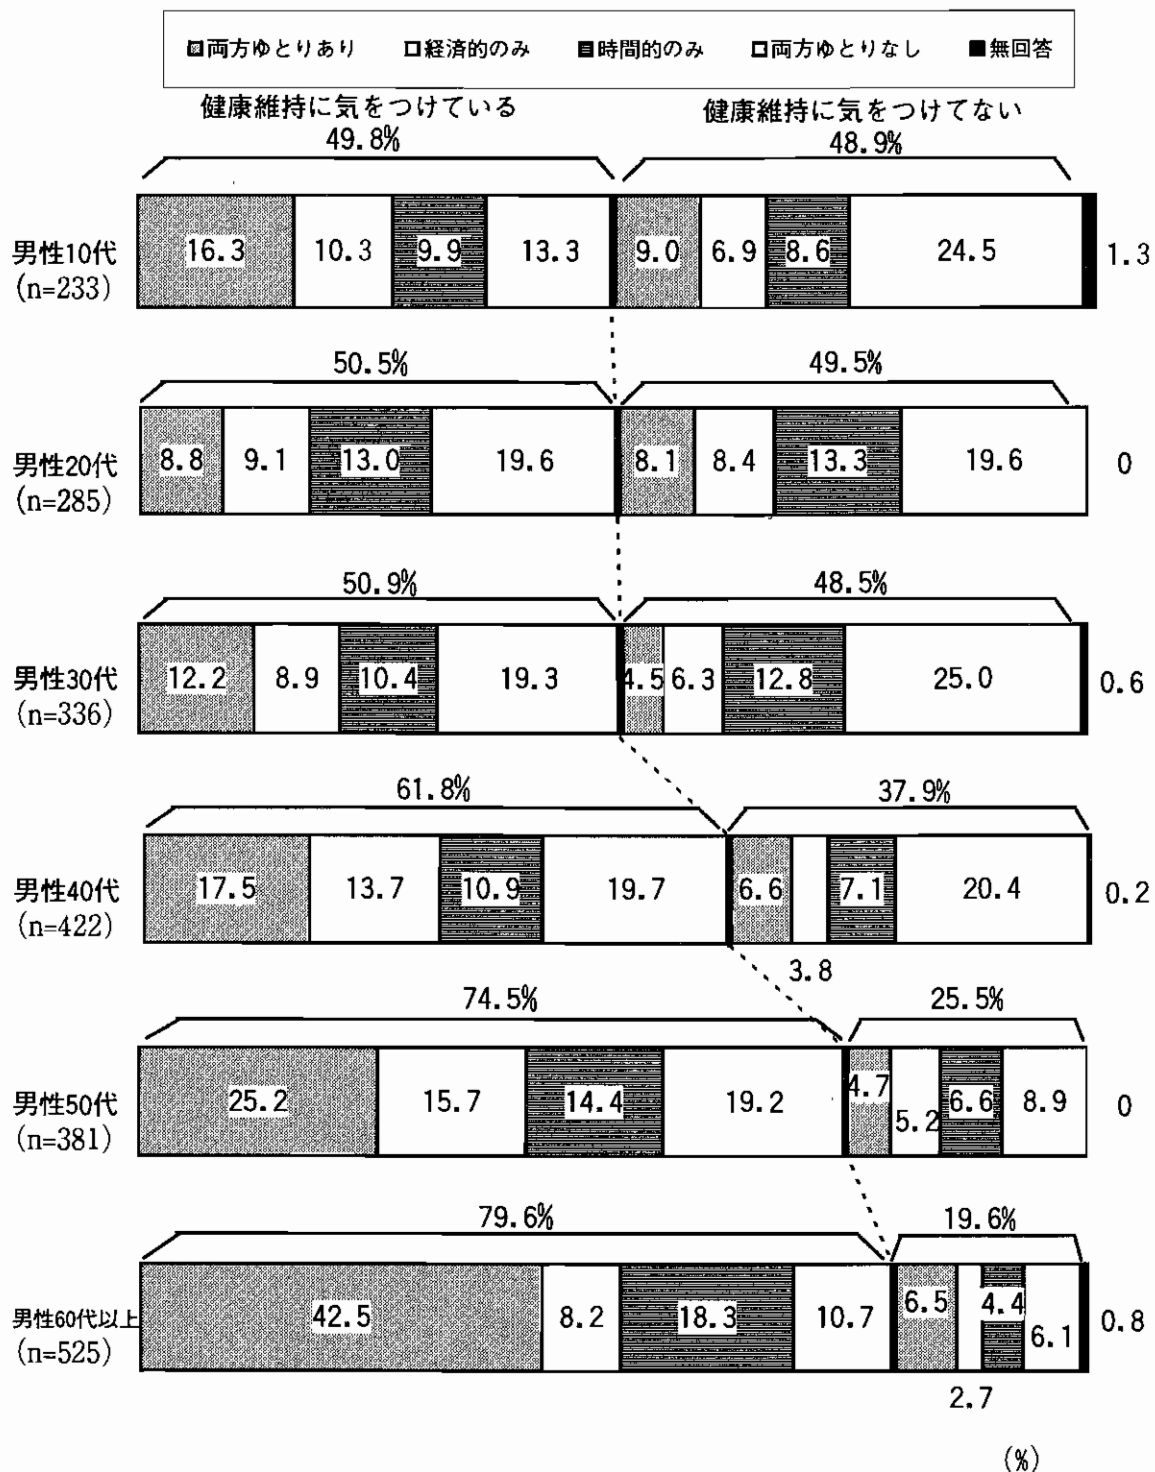 両方ゆとりあり 経済的のみ 時間的のみ 両方ゆとりなし 無回答
健康維持に気をつけている 健康維持に気をつけてない
49.8% 48.9%
男性10代
(n=233)
16.3 10.3 9.9 13.3 9.0 6.9 8.6 24.5 1.3
50.5% 49.5%
男性20代
(n=285)
8.8 9.1 13.0 19.6 8.1 8.4 13.3 19.6 0
50.9% 48.5%
男性30代
(n=336)
12.2 8.9 10.4 19.3 4.5 6.3 12.8 25.0 0.6
61.8% 37.9%
男性40代
(n=422)
17.5 13.7 10.9 19.7 6.6 7.1 20.4 0.2
3.8
74.5% 25.5%
男性50代
(n=381)
25.2 15.7 14.4 19.2 4.7 5.2 6.6 8.9 0
79.6% 19.6%
男性60代以上
(n=525)
42.5 8.2 18.3 10.7 6.5 4.4 6.1 0.8
2.7
(%)